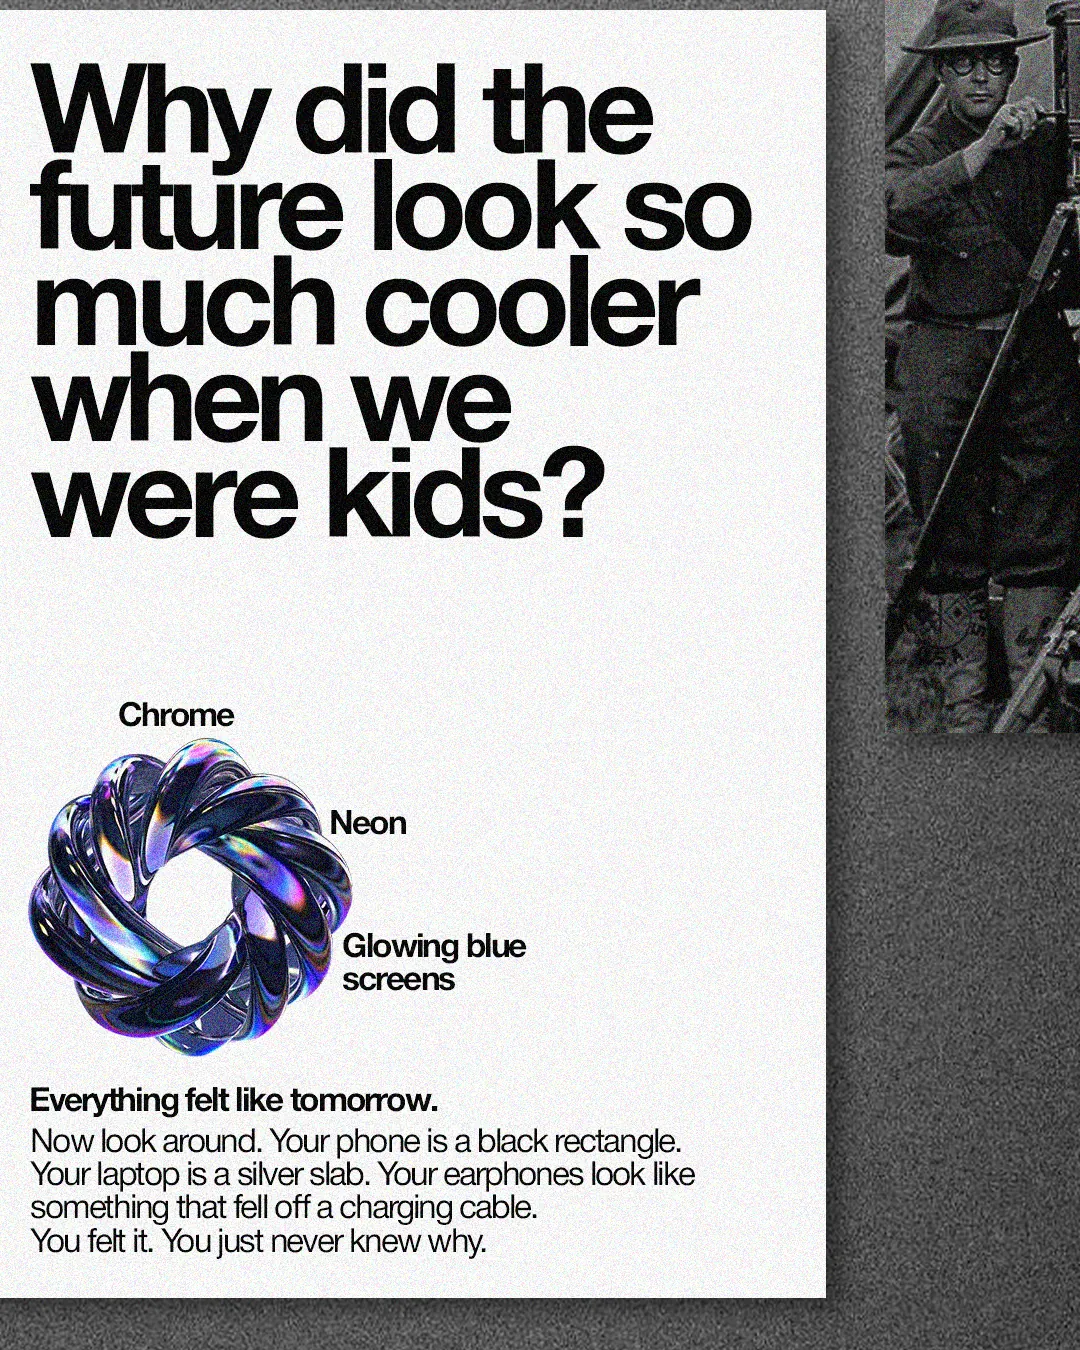 Why did the
future look so
much cooler
when we
were kids?
Chrome
Neon
Glowing blue
screens
Everything felt like tomorrow.
Now look around. Your phone is a black rectangle.
Your laptop is a silver slab. Your earphones look like
something that fell off a charging cable.
You felt it. You just never knew why.